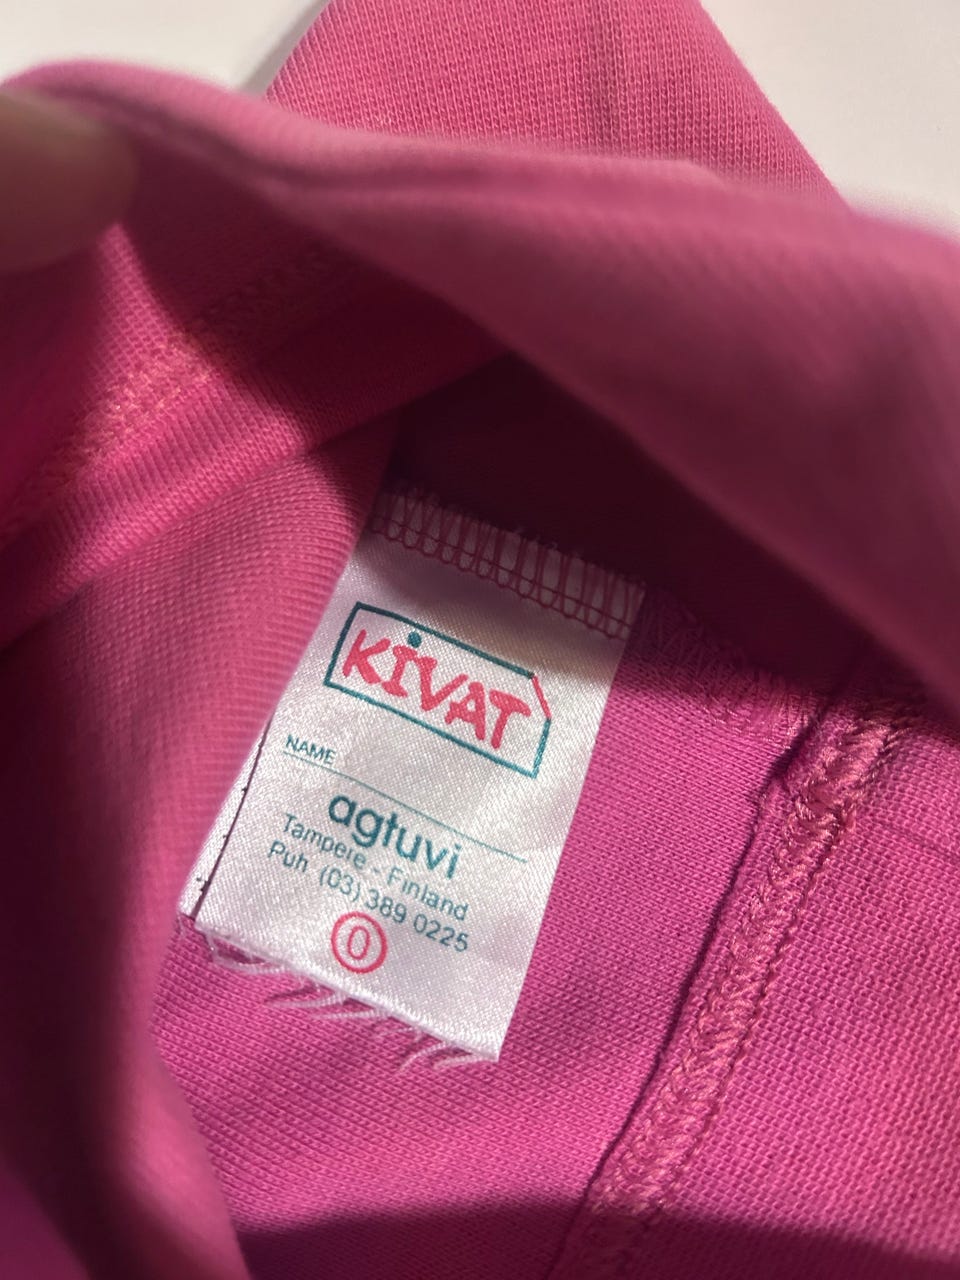 KiVAT
NAME
agtuvi
Tampere - Finland
Puh (03) 389 0225
0